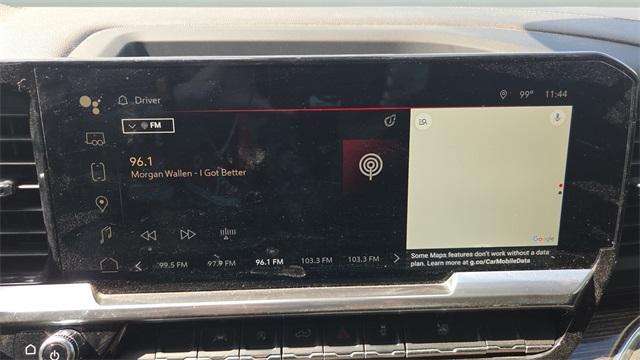 Driver
99° 11:44
FM
96.1
Morgan Wallen - I Got Better
Google
99.5 FM 97.9 FM 96.1 FM 103.3 FM 103.3 FM
Some Maps features don't work without a data
plan. Learn more at g.co/CarMobileData